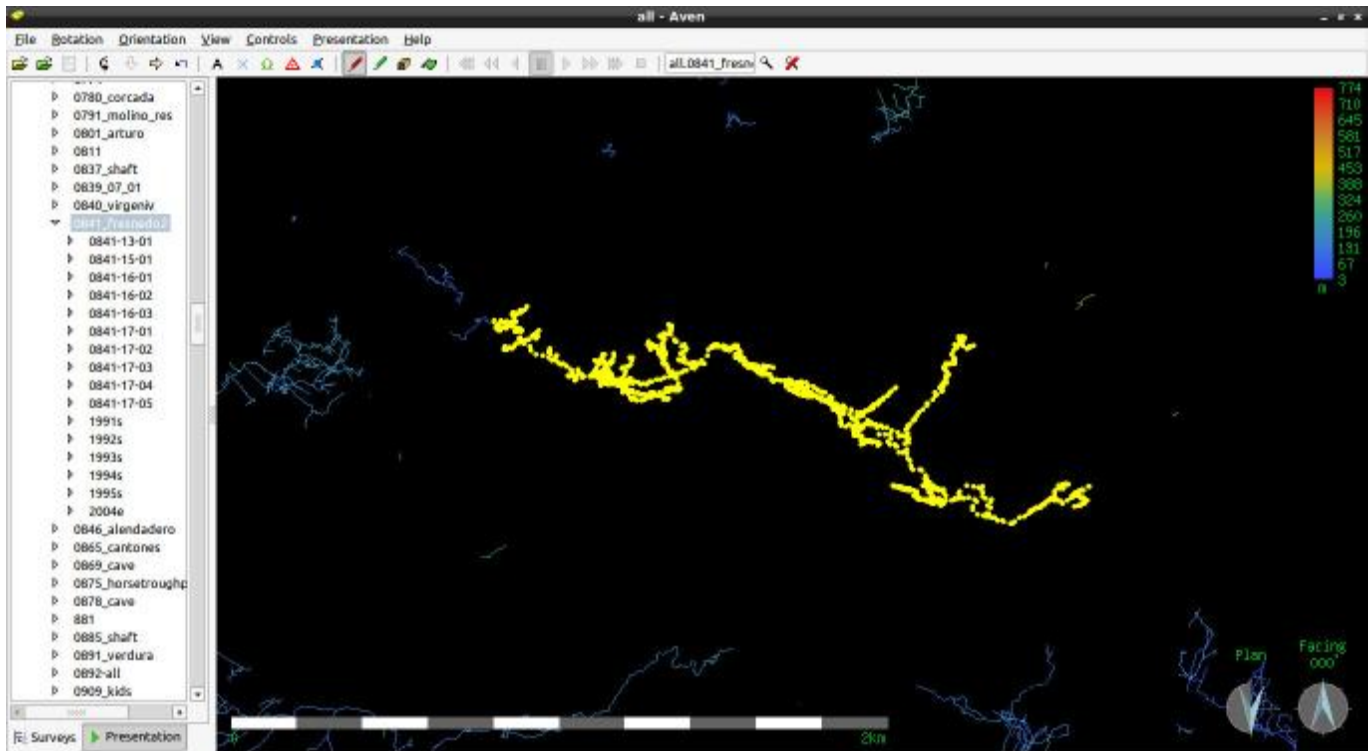 all - Aven
File Rotation Orientation View Controls Presentation Help
A all.0841_fresn
0780_corcada
0791_molino_res
0801_arturo
0811
0837_shaft
0839_07_01
0840_virgeniv
0841_fresnedo2
0841-13-01
0841-15-01
0841-16-01
0841-16-02
0841-16-03
0841-17-01
0841-17-02
0841-17-03
0841-17-04
0841-17-05
1991s
1992s
1993s
1994s
1995s
2004e
0846_alendadero
0865_cantones
0869_cave
0875_horsetroughp
0878_cave
881
0885_shaft
0891_verdura
0892-all
0909_kids
Surveys Presentation
774
710
645
581
517
453
388
324
260
196
131
67
3
m
Plan
Facing
000°
0 2km